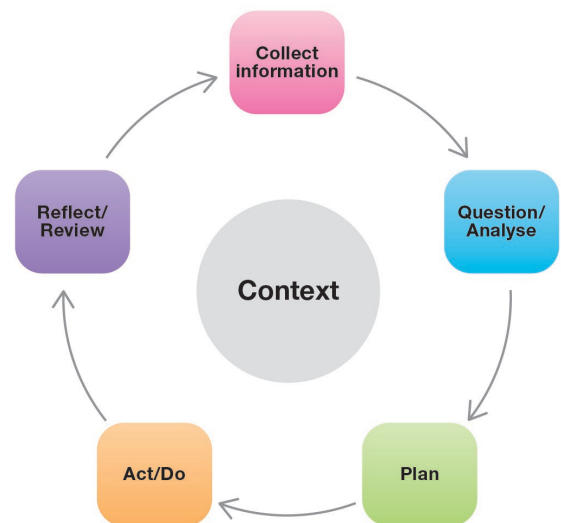 Collect
information
Question/
Analyse
Plan
Act/Do
Reflect/
Review
Context